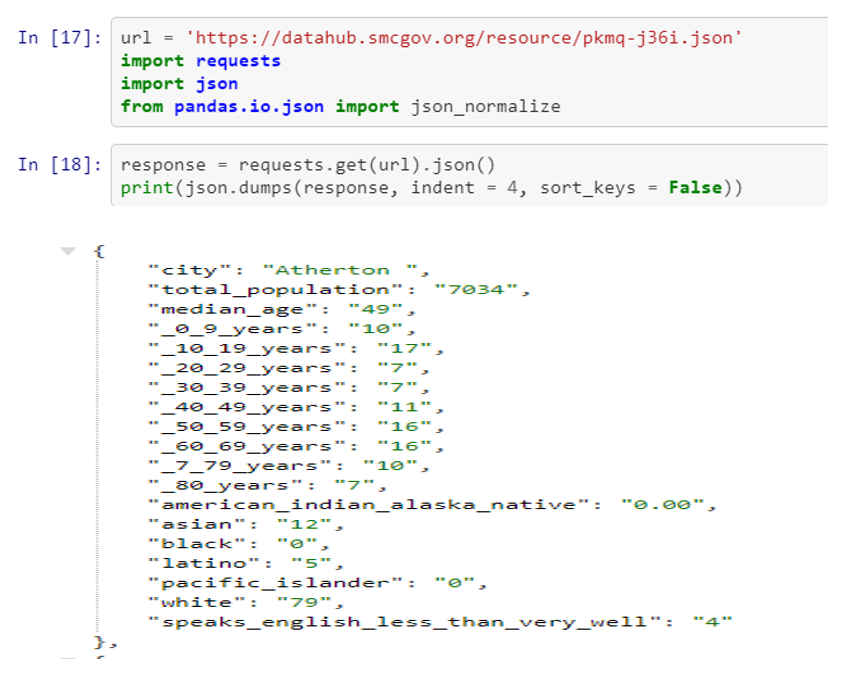 In [17]: url = 'https://datahub.smcgov.org/resource/pkmq-j36i.json'
import requests
import json
from pandas.io.json import json_normalize
In [18]: response = requests.get(url).json()
print(json.dumps(response, indent = 4, sort_keys = False))
{
"city": "Atherton ",
"total_population": "7034",
"median_age": "49",
"_0_9_years": "10",
"_10_19_years": "17",
"_20_29_years": "7",
"_30_39_years": "7",
"_40_49_years": "11",
"_50_59_years": "16",
"_60_69_years": "16",
"_7_79_years": "10",
"_80_years": "7",
"american_indian_alaska_native": "0.00",
"asian": "12",
"black": "0",
"latino": "5",
"pacific_islander": "0",
"white": "79",
"speaks_english_less_than_very_well": "4"
},